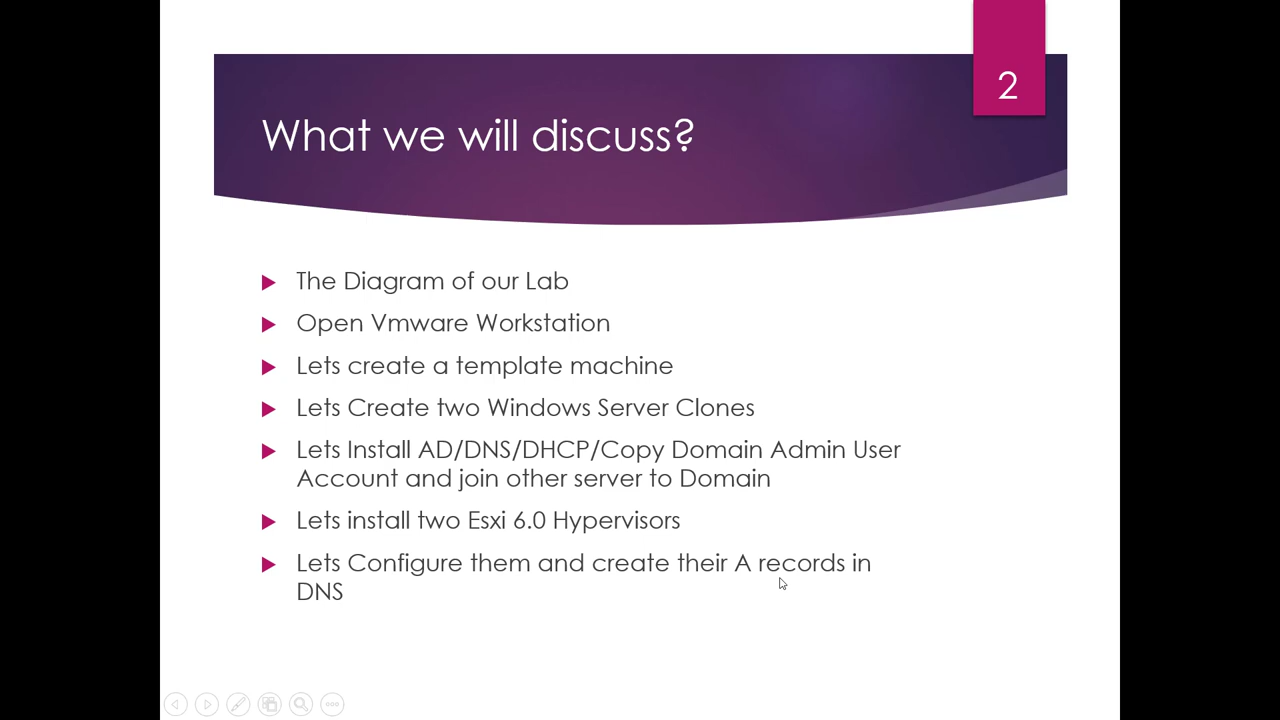 2
What we will discuss?
The Diagram of our Lab
Open Vmware Workstation
Lets create a template machine
Lets Create two Windows Server Clones
Lets Install AD/DNS/DHCP/Copy Domain Admin User
Account and join other server to Domain
Lets install two Esxi 6.0 Hypervisors
Lets Configure them and create their A records in
DNS